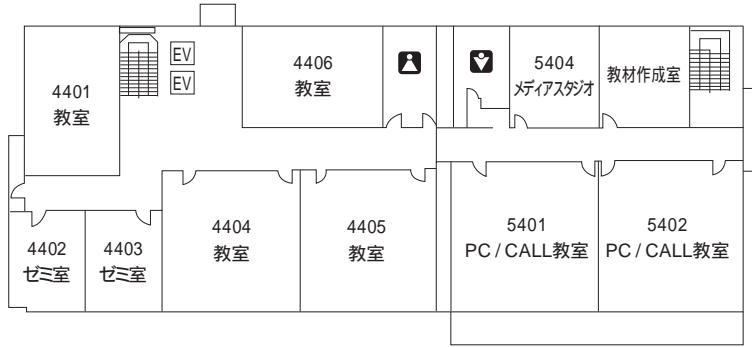 4401
教室
EV
EV
4406
教室
5404
メディアスタジオ
教材作成室
4402
ゼミ室
4403
ゼミ室
4404
教室
4405
教室
5401
PC / CALL教室
5402
PC / CALL教室